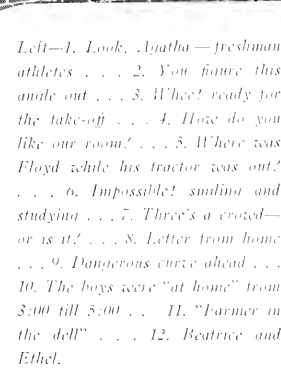 Left—1. Look, Agatha—freshman
athletes . . . 2. You figure this
angle out . . . 3. Whee! ready for
the take-off . . . 4. How do you
like our room? . . . 5. Where was
Floyd while his tractor was out?
. . . 6. Impossible! smiling and
studying . . . 7. Three's a crowd—
or is it? . . . 8. Letter from home
. . . 9. Dangerous curve ahead . . .
10. The boys were "at home" from
3:00 till 5:00 . . 11. "Farmer in
the dell" . . . 12. Beatrice and
Ethel.